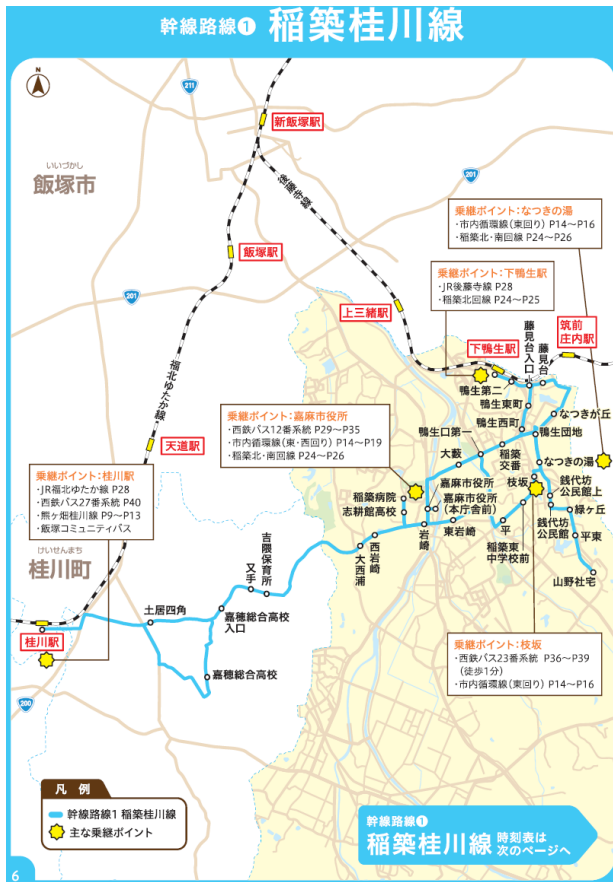 幹線路線❶ 稲築桂川線
N
211
新飯塚駅
いいづかし
飯塚市
後藤寺線
201
乗継ポイント：なつきの湯
・市内循環線（東回り） P14～P16
・稲築北・南回線 P24～P26
飯塚駅
乗継ポイント：下鴨生駅
・JR後藤寺線 P28
・稲築北回線 P24～P25
201
上三緒駅
下鴨生駅
藤見台入口
藤見台
筑前
庄内駅
福北ゆたか線
鴨生第二
鴨生東町
なつきが丘
乗継ポイント：嘉麻市役所
・西鉄バス12番系統 P29～P35
・市内循環線（東・西回り） P14～P19
・稲築北・南回線 P24～P26
鴨生西町
鴨生口第一
鴨生団地
天道駅
稲築
交番
大藪
なつきの湯
乗継ポイント：桂川駅
・JR福北ゆたか線 P28
・西鉄バス27番系統 P40
・熊ヶ畑桂川線 P9～P13
・飯塚コミュニティバス
枝坂
銭代坊
公民館上
稲築病院
志耕館高校
嘉麻市役所
嘉麻市役所
（本庁舎前）
緑ヶ丘
銭代坊
公民館
平
岩崎
東岩崎
平東
稲築東
中学校前
西岩崎
大西浦
けいせんまち
桂川町
吉隈保育所
又手
山野社宅
土居四角
嘉穂総合高校
入口
桂川駅
乗継ポイント：枝坂
・西鉄バス23番系統 P36～P39
（徒歩1分）
・市内循環線（東回り） P14～P16
嘉穂総合高校
200
凡例
幹線路線1 稲築桂川線
主な乗継ポイント
幹線路線❶
稲築桂川線 時刻表は
次のページへ
6